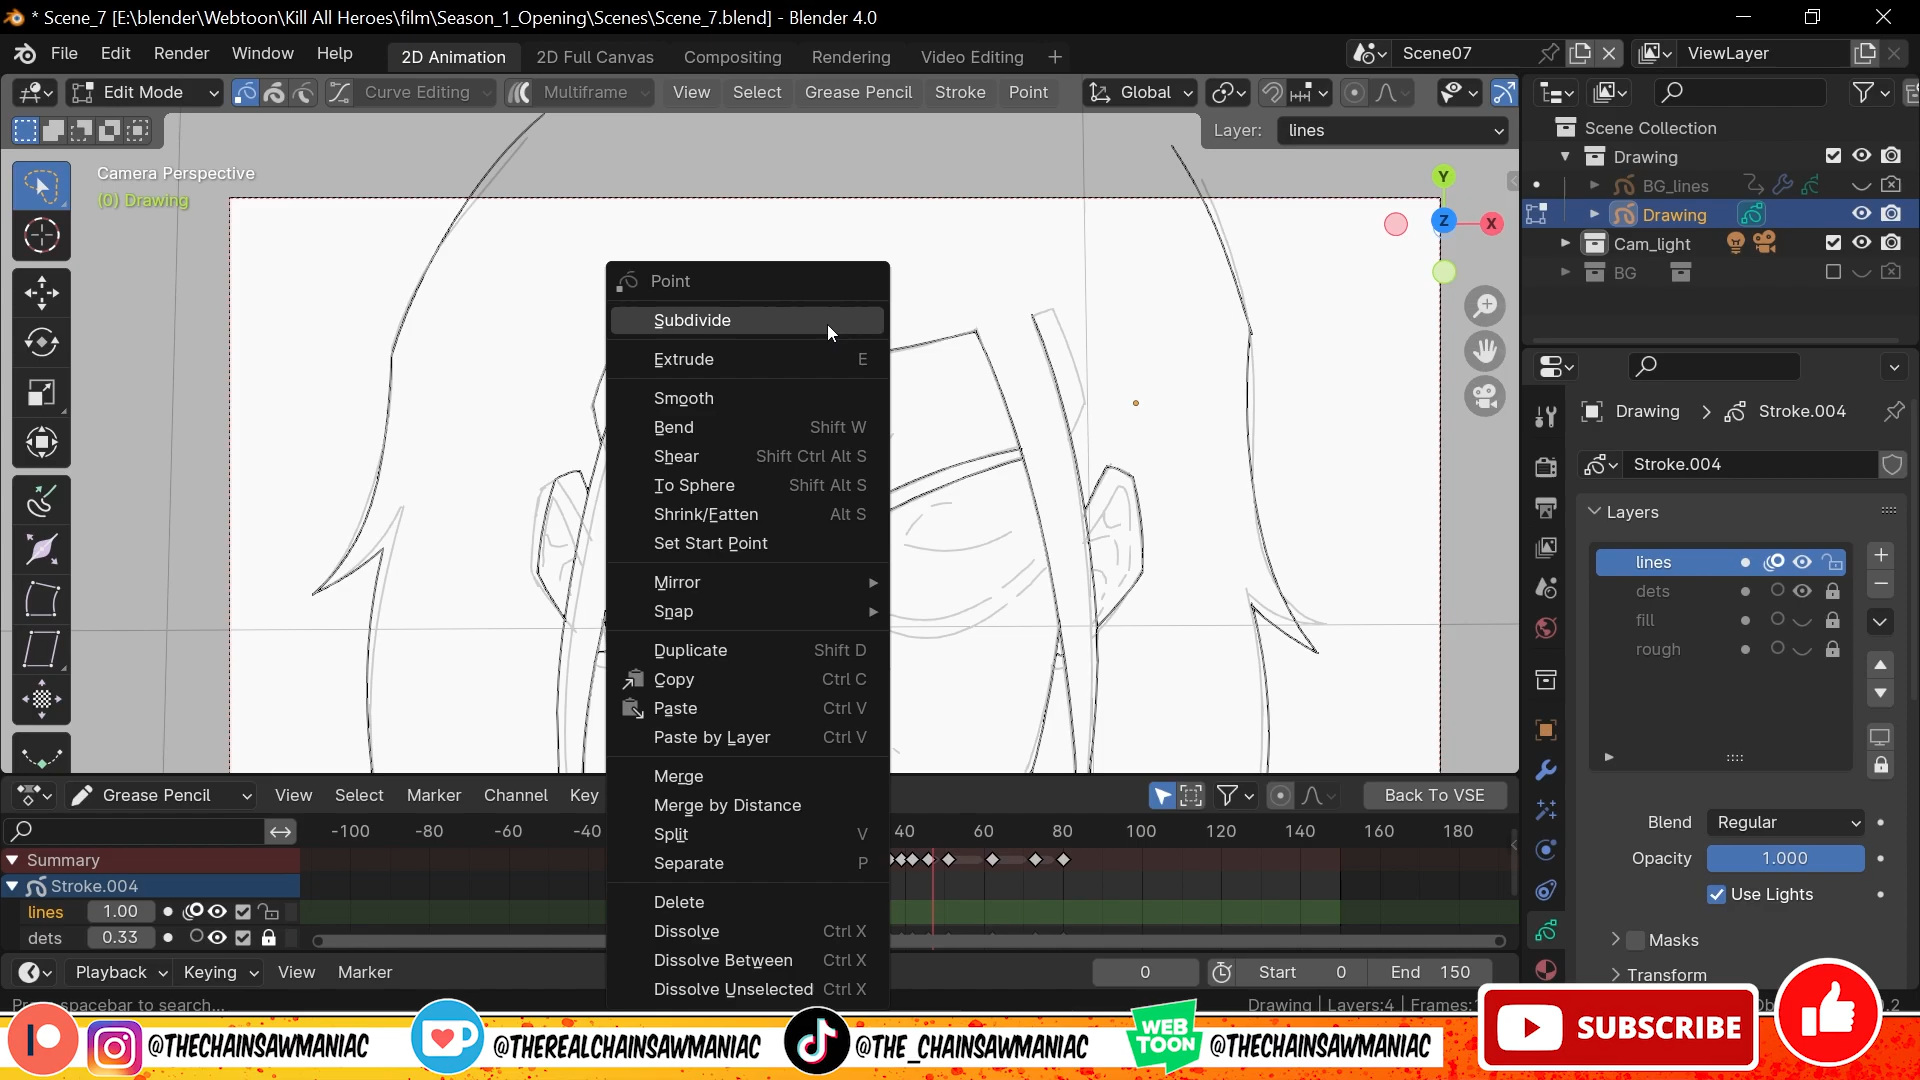 * Scene_7 [E:\blender\Webtoon\Kill All Heroes\film\Season_1_Opening\Scenes\Scene_7.blend] - Blender 4.0
File Edit Render Window Help 2D Animation 2D Full Canvas Compositing Rendering Video Editing + Scene07 ViewLayer
Edit Mode Curve Editing Multiframe View Select Grease Pencil Stroke Point Global
Layer: lines
Camera Perspective
(0) Drawing
Y
Z
X
Point
Subdivide
Extrude E
Smooth
Bend Shift W
Shear Shift Ctrl Alt S
To Sphere Shift Alt S
Shrink/Fatten Alt S
Set Start Point
Mirror
Snap
Duplicate Shift D
Copy Ctrl C
Paste Ctrl V
Paste by Layer Ctrl V
Merge
Merge by Distance
Split V
Separate P
Delete
Dissolve Ctrl X
Dissolve Between Ctrl X
Dissolve Unselected Ctrl X
Scene Collection
Drawing
BG_lines
Drawing
Cam_light
BG
Drawing > Stroke.004
Stroke.004
Layers
lines
dets
fill
rough
Blend Regular
Opacity 1.000
Use Lights
Masks
Transform
Grease Pencil View Select Marker Channel Key Back To VSE
-100 -80 -60 -40 40 60 80 100 120 140 160 180
Summary
Stroke.004
lines 1.00
dets 0.33
Playback Keying View Marker 0 Start 0 End 150
spacebar to search... Drawing | Layers:4 | Frames:
@THECHAINSAWMANIAC @THEREALCHAINSAWMANIAC @THE_CHAINSAWMANIAC WEB TOON @THECHAINSAWMANIAC SUBSCRIBE